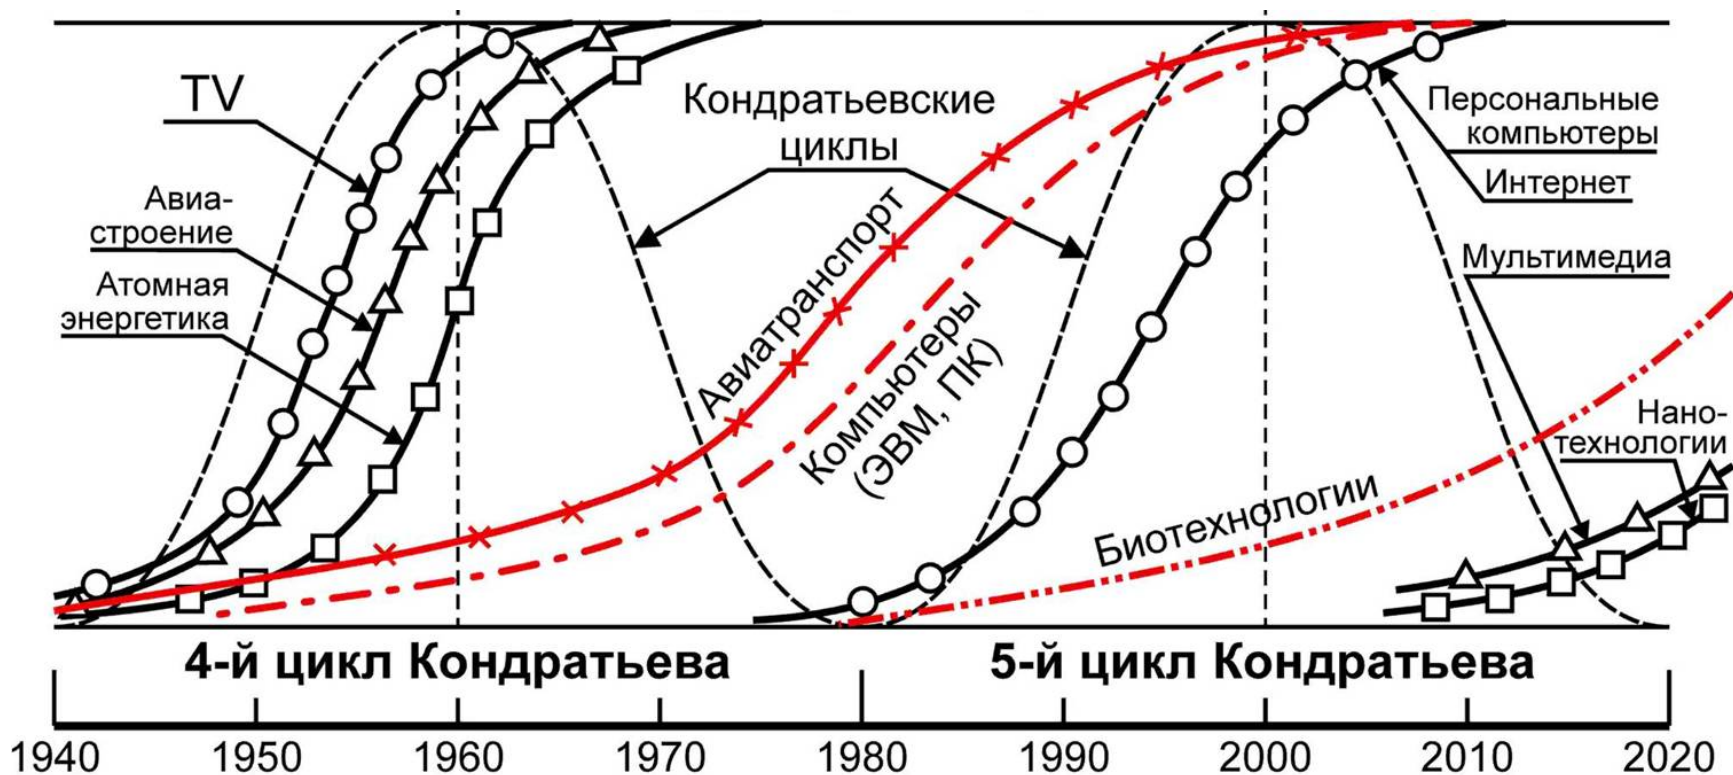 TV
Авиа-
строение
Атомная
энергетика
Кондратьевские
циклы
Авиатранспорт
Компьютеры
(ЭВМ, ПК)
Биотехнологии
Персональные
компьютеры
Интернет
Мультимедиа
Нано-
технологии
4-й цикл Кондратьева
5-й цикл Кондратьева
1940 1950 1960 1970 1980 1990 2000 2010 2020